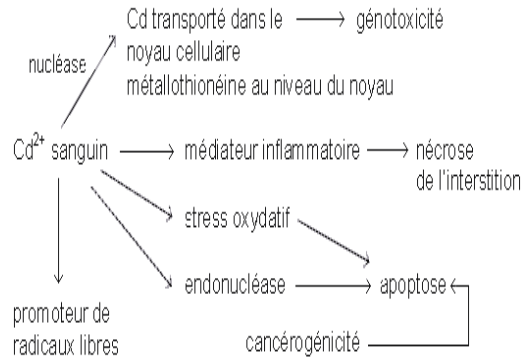 Cd transporté dans le
noyau cellulaire
métallothionéine au niveau du noyau
génotoxicité
nucléase
Cd²⁺ sanguin
médiateur inflammatoire
nécrose
de l'interstition
stress oxydatif
endonucléase
apoptose
promoteur de
radicaux libres
cancérogénicité